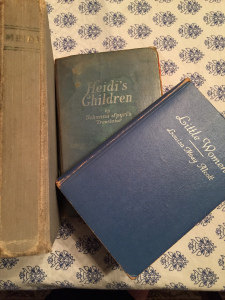 Heidi's
Children
by
Johanna Spyri's
Translator
Little Women
Louisa May Alcott